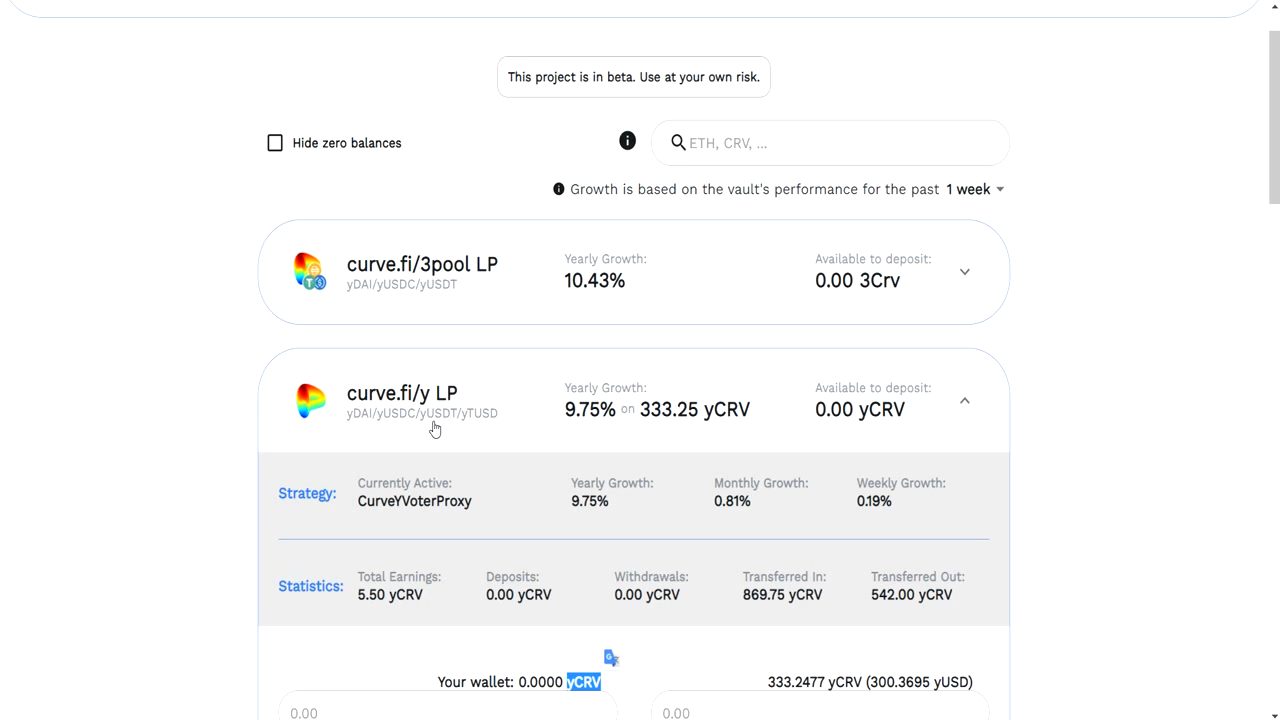 This project is in beta. Use at your own risk.
Hide zero balances
ETH, CRV, ...
Growth is based on the vault's performance for the past 1 week
curve.fi/3pool LP
yDAI/yUSDC/yUSDT
Yearly Growth:
10.43%
Available to deposit:
0.00 3Crv
curve.fi/y LP
yDAI/yUSDC/yUSDT/yTUSD
Yearly Growth:
9.75% on 333.25 yCRV
Available to deposit:
0.00 yCRV
Strategy:
Currently Active:
CurveYVoterProxy
Yearly Growth:
9.75%
Monthly Growth:
0.81%
Weekly Growth:
0.19%
Statistics:
Total Earnings:
5.50 yCRV
Deposits:
0.00 yCRV
Withdrawals:
0.00 yCRV
Transferred In:
869.75 yCRV
Transferred Out:
542.00 yCRV
Your wallet: 0.0000 yCRV
333.2477 yCRV (300.3695 yUSD)
0.00
0.00